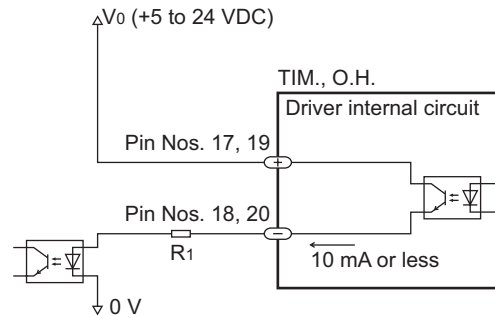 V0 (+5 to 24 VDC)
TIM., O.H.
Driver internal circuit
Pin Nos. 17, 19
+
Pin Nos. 18, 20
−
R1
10 mA or less
0 V